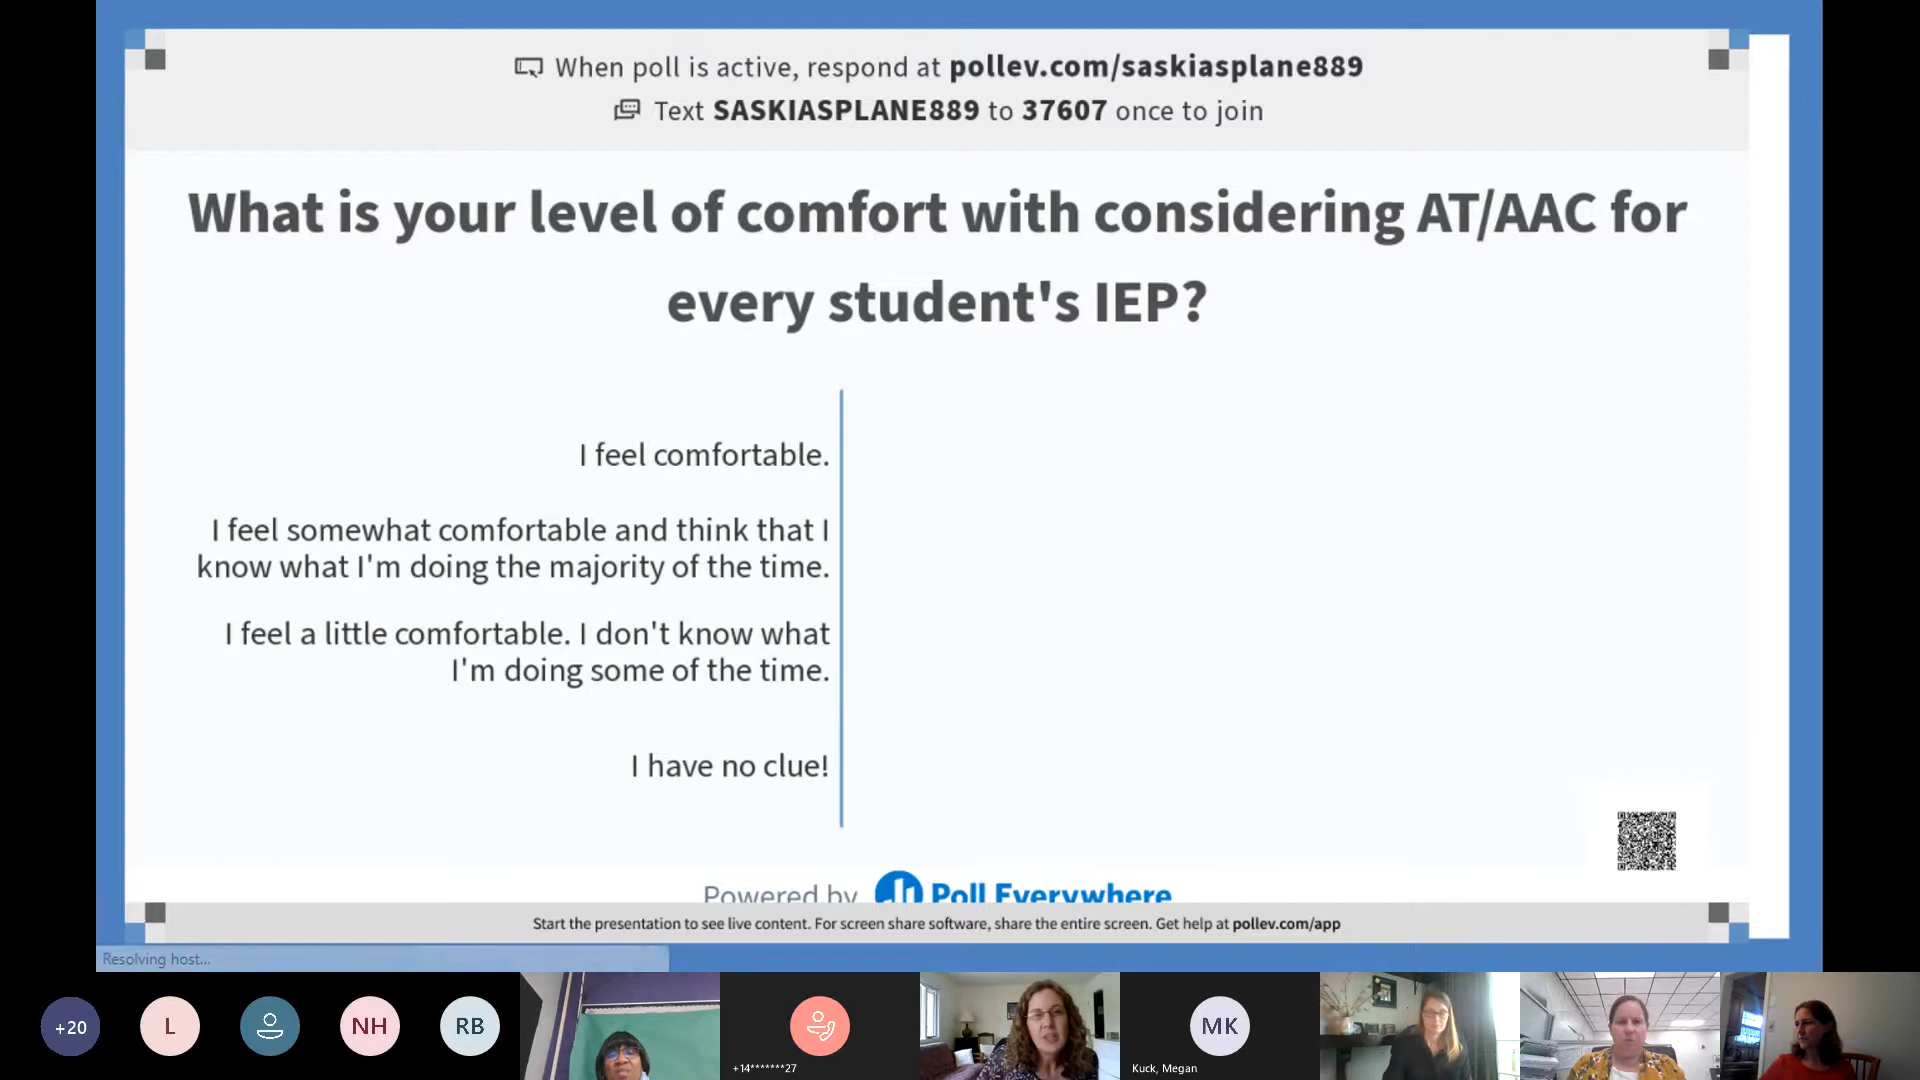 When poll is active, respond at pollev.com/saskiasplane889
Text SASKIASPLANE889 to 37607 once to join
What is your level of comfort with considering AT/AAC for
every student's IEP?
I feel comfortable.
I feel somewhat comfortable and think that I
know what I'm doing the majority of the time.
I feel a little comfortable. I don't know what
I'm doing some of the time.
I have no clue!
Powered by Poll Everywhere
Start the presentation to see live content. For screen share software, share the entire screen. Get help at pollev.com/app
Resolving host...
+20
L
NH
RB
+14*******27
MK
Kuck, Megan